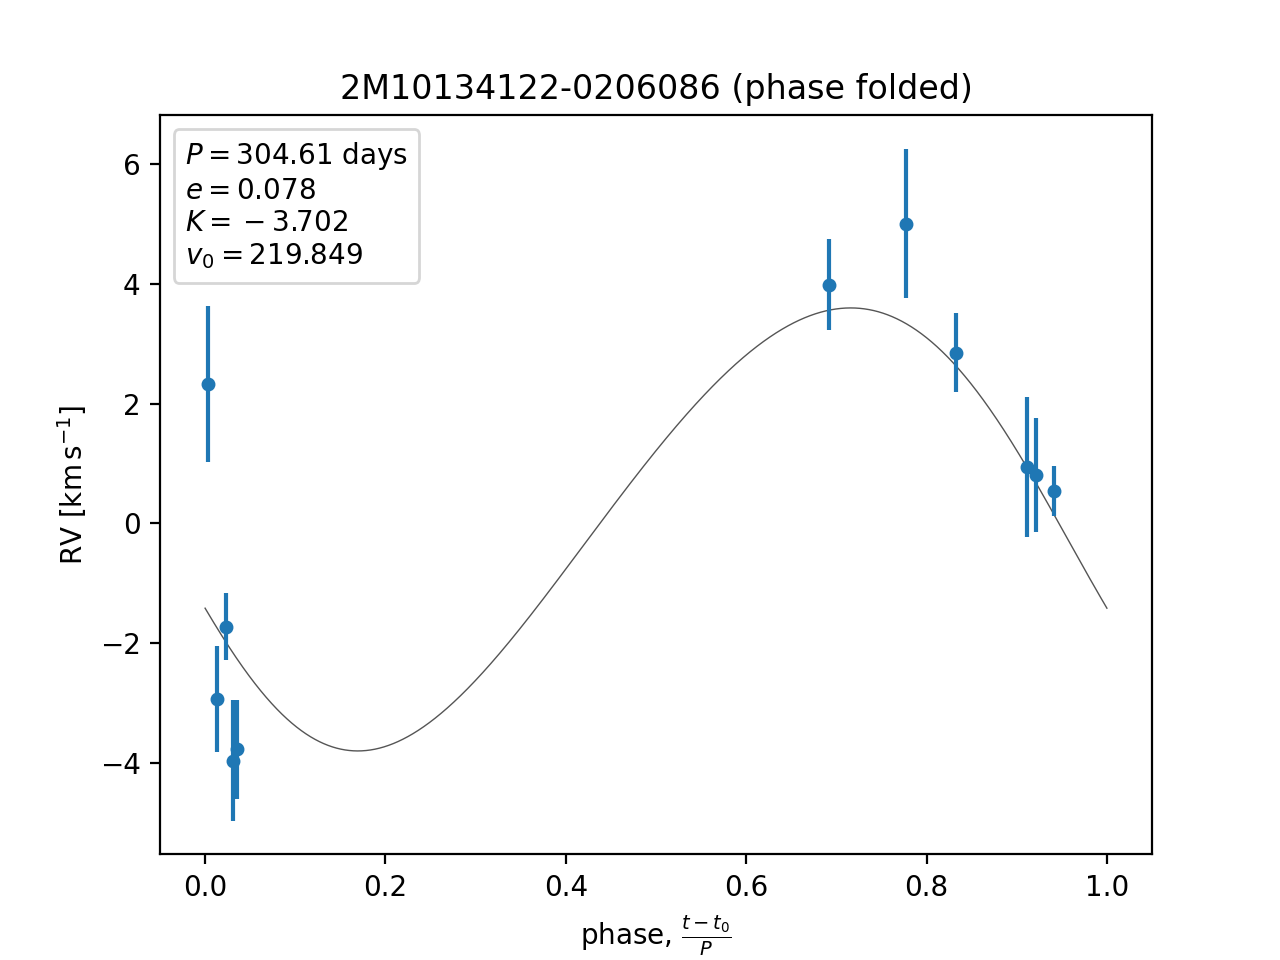 2M10134122-0206086 (phase folded)
P = 304.61 days
e = 0.078
K = −3.702
v₀ = 219.849
6
4
2
0
−2
−4
RV [km s⁻¹]
0.0 0.2 0.4 0.6 0.8 1.0
phase, (t − t₀)/P